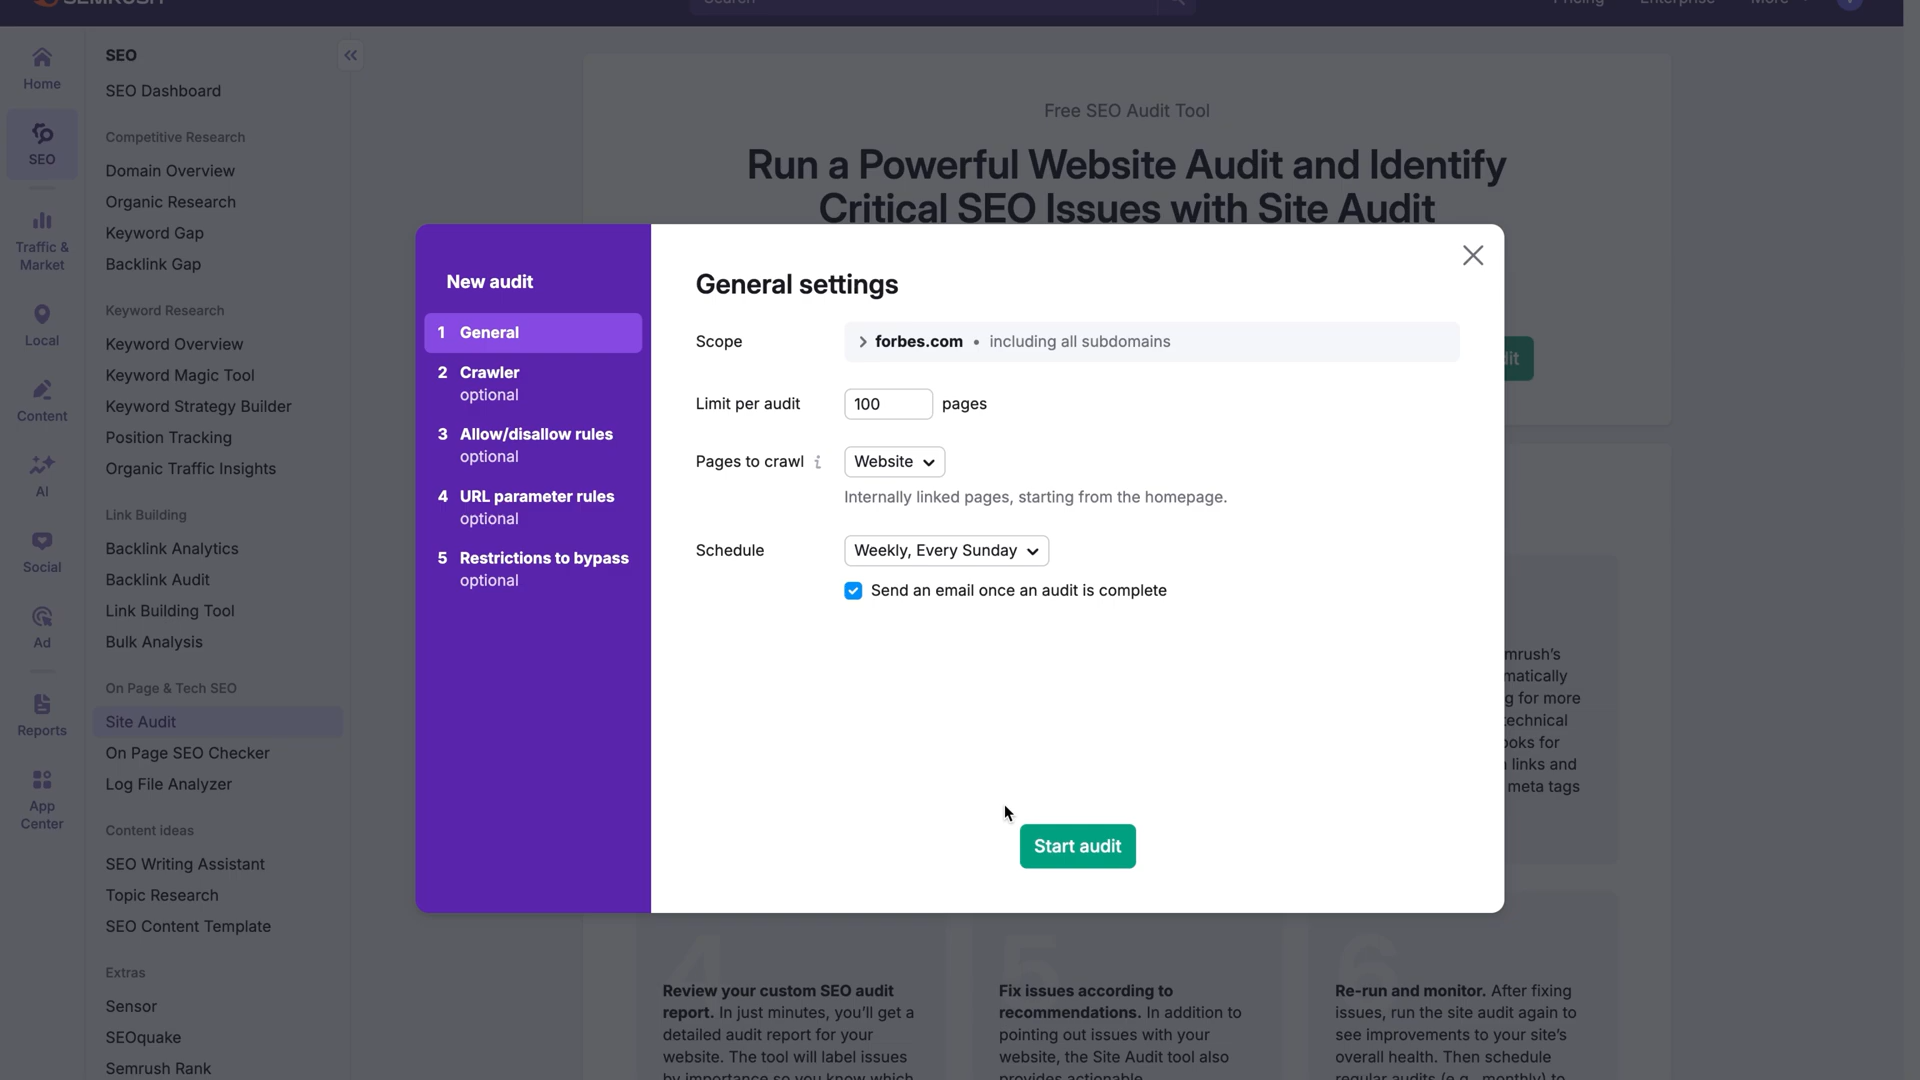 SEMRUSH
Search
Pricing
Enterprise
More
Home
SEO
Traffic &
Market
Local
Content
AI
Social
Ad
Reports
App
Center
SEO
SEO Dashboard
Competitive Research
Domain Overview
Organic Research
Keyword Gap
Backlink Gap
Keyword Research
Keyword Overview
Keyword Magic Tool
Keyword Strategy Builder
Position Tracking
Organic Traffic Insights
Link Building
Backlink Analytics
Backlink Audit
Link Building Tool
Bulk Analysis
On Page & Tech SEO
Site Audit
On Page SEO Checker
Log File Analyzer
Content ideas
SEO Writing Assistant
Topic Research
SEO Content Template
Extras
Sensor
SEOquake
Semrush Rank
Free SEO Audit Tool
Run a Powerful Website Audit and Identify
Critical SEO Issues with Site Audit
New audit
1 General
2 Crawler
optional
3 Allow/disallow rules
optional
4 URL parameter rules
optional
5 Restrictions to bypass
optional
General settings
Scope
forbes.com • including all subdomains
Limit per audit
100 pages
Pages to crawl
Website
Internally linked pages, starting from the homepage.
Schedule
Weekly, Every Sunday
Send an email once an audit is complete
Start audit
mrush's
matically
g for more
technical
ooks for
links and
meta tags
4
Review your custom SEO audit
report. In just minutes, you'll get a
detailed audit report for your
website. The tool will label issues
by importance so you know which
5
Fix issues according to
recommendations. In addition to
pointing out issues with your
website, the Site Audit tool also
provides actionable
6
Re-run and monitor. After fixing
issues, run the site audit again to
see improvements to your site's
overall health. Then schedule
regular audits (e.g., monthly) to